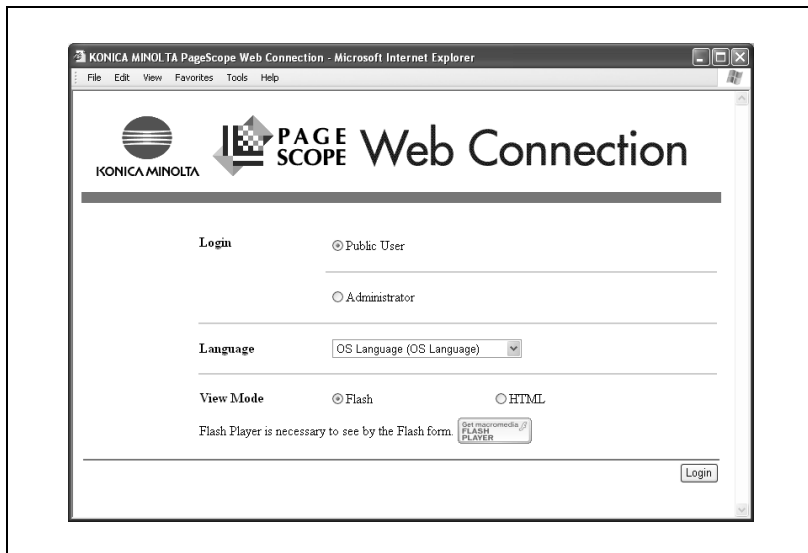 KONICA MINOLTA PageScope Web Connection - Microsoft Internet Explorer
File Edit View Favorites Tools Help
KONICA MINOLTA
PAGE SCOPE Web Connection
Login
Public User
Administrator
Language
OS Language (OS Language)
View Mode
Flash
HTML
Flash Player is necessary to see by the Flash form.
Get macromedia
FLASH
PLAYER
Login